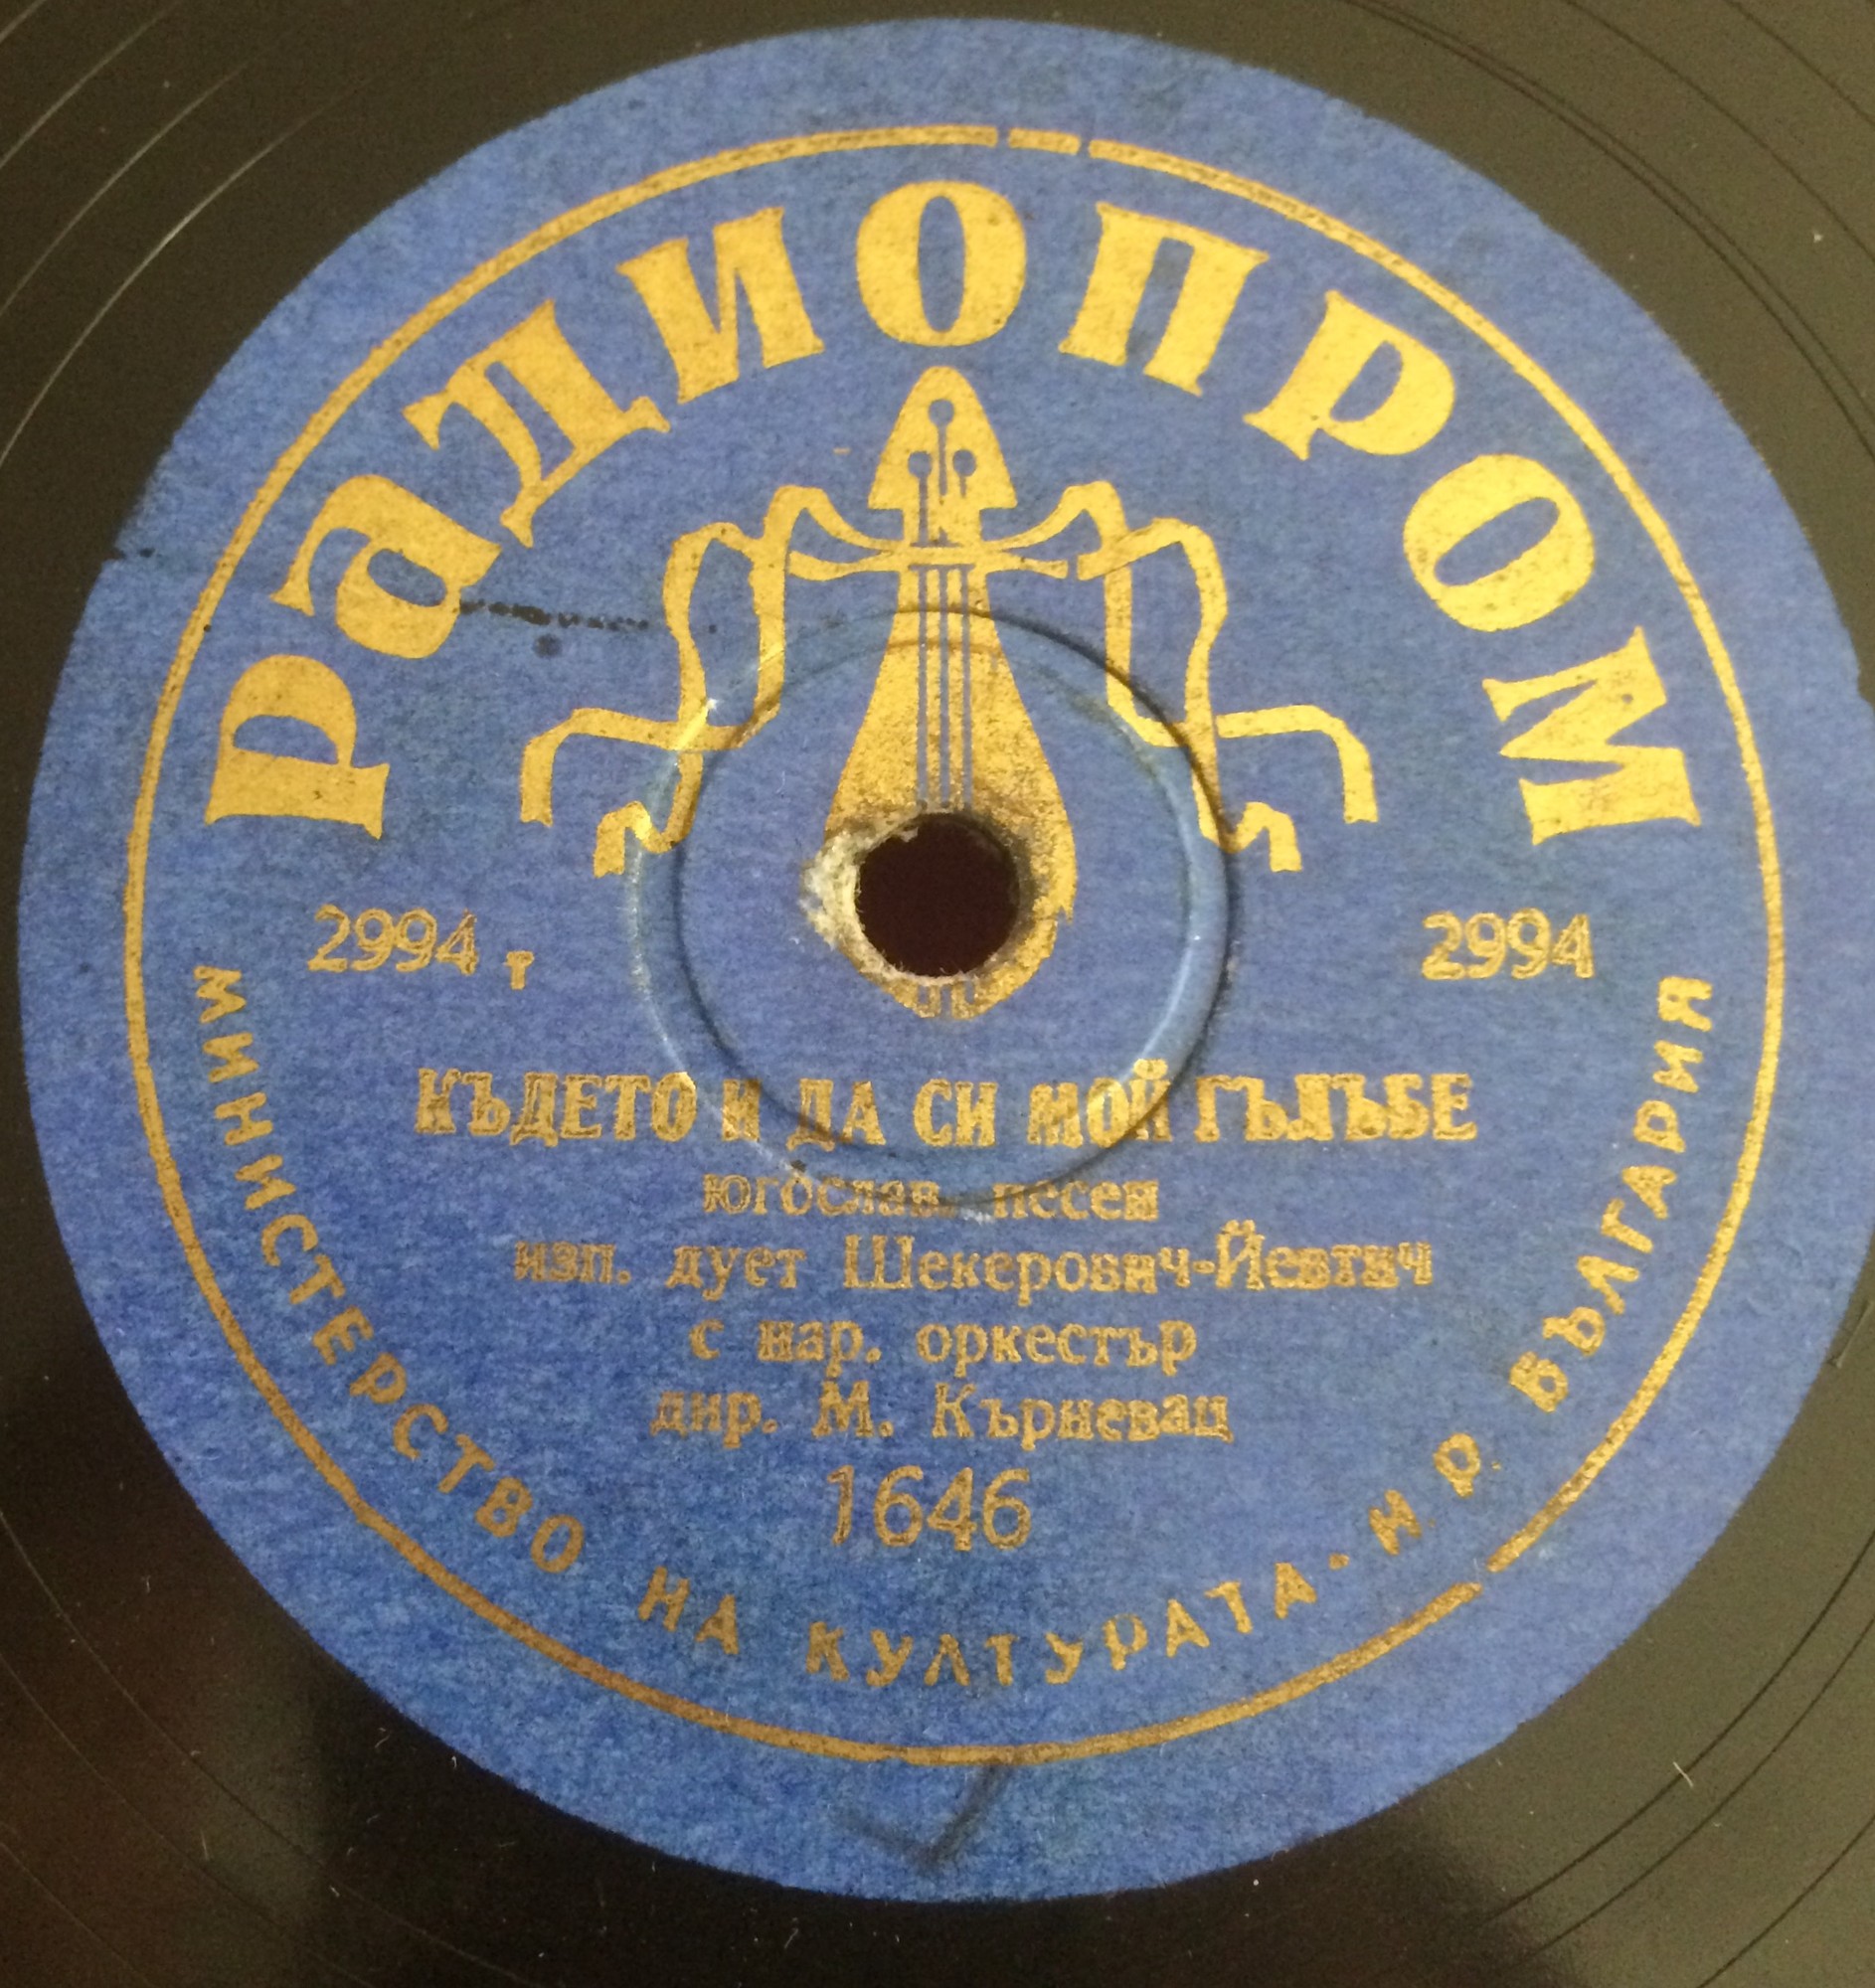 Радиопром
2994 т
2994
КЪДЕТО И ДА СИ МОЙ ГЪЛЪБЕ
югослав. песен
изп. дует Шекерович-Йевтич
с нар. оркестър
дир. М. Кърневац
1646
МИНИСТЕРСТВО НА КУЛТУРАТА - Н. Р. БЪЛГАРИЯ